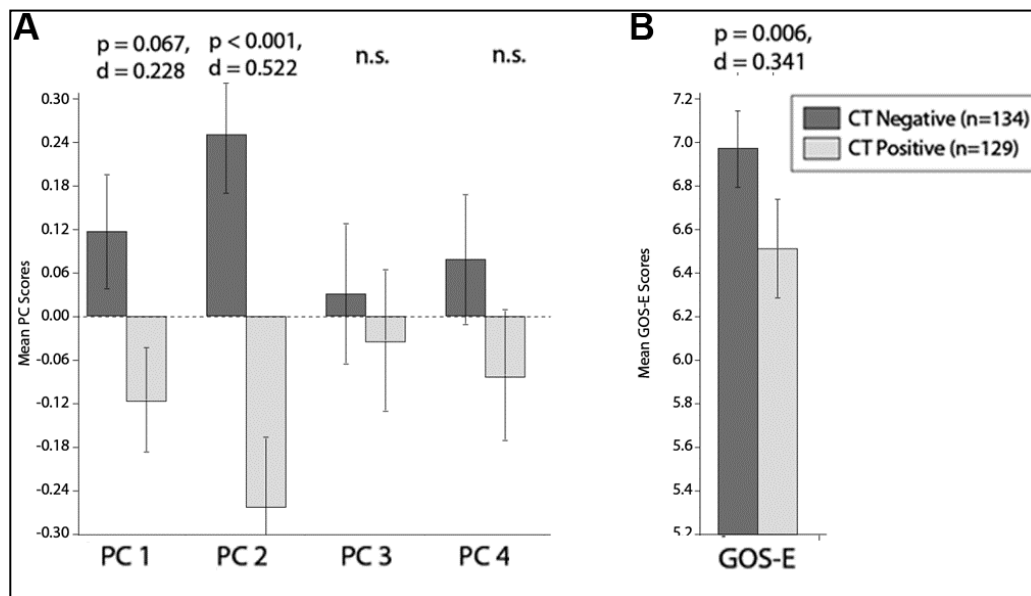 A
p = 0.067,
d = 0.228
p < 0.001,
d = 0.522
n.s.
n.s.
0.30
0.24
0.18
0.12
0.06
0.00
-0.06
-0.12
-0.18
-0.24
-0.30
Mean PC Scores
PC 1
PC 2
PC 3
PC 4
B
p = 0.006,
d = 0.341
7.2
7.0
6.8
6.6
6.4
6.2
6.0
5.8
5.6
5.4
5.2
Mean GOS-E Scores
GOS-E
CT Negative (n=134)
CT Positive (n=129)